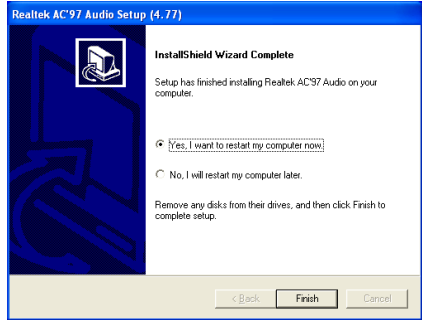 Realtek AC'97 Audio Setup (4.77)
InstallShield Wizard Complete
Setup has finished installing Realtek AC'97 Audio on your
computer.
Yes, I want to restart my computer now.
No, I will restart my computer later.
Remove any disks from their drives, and then click Finish to
complete setup.
< Back Finish Cancel